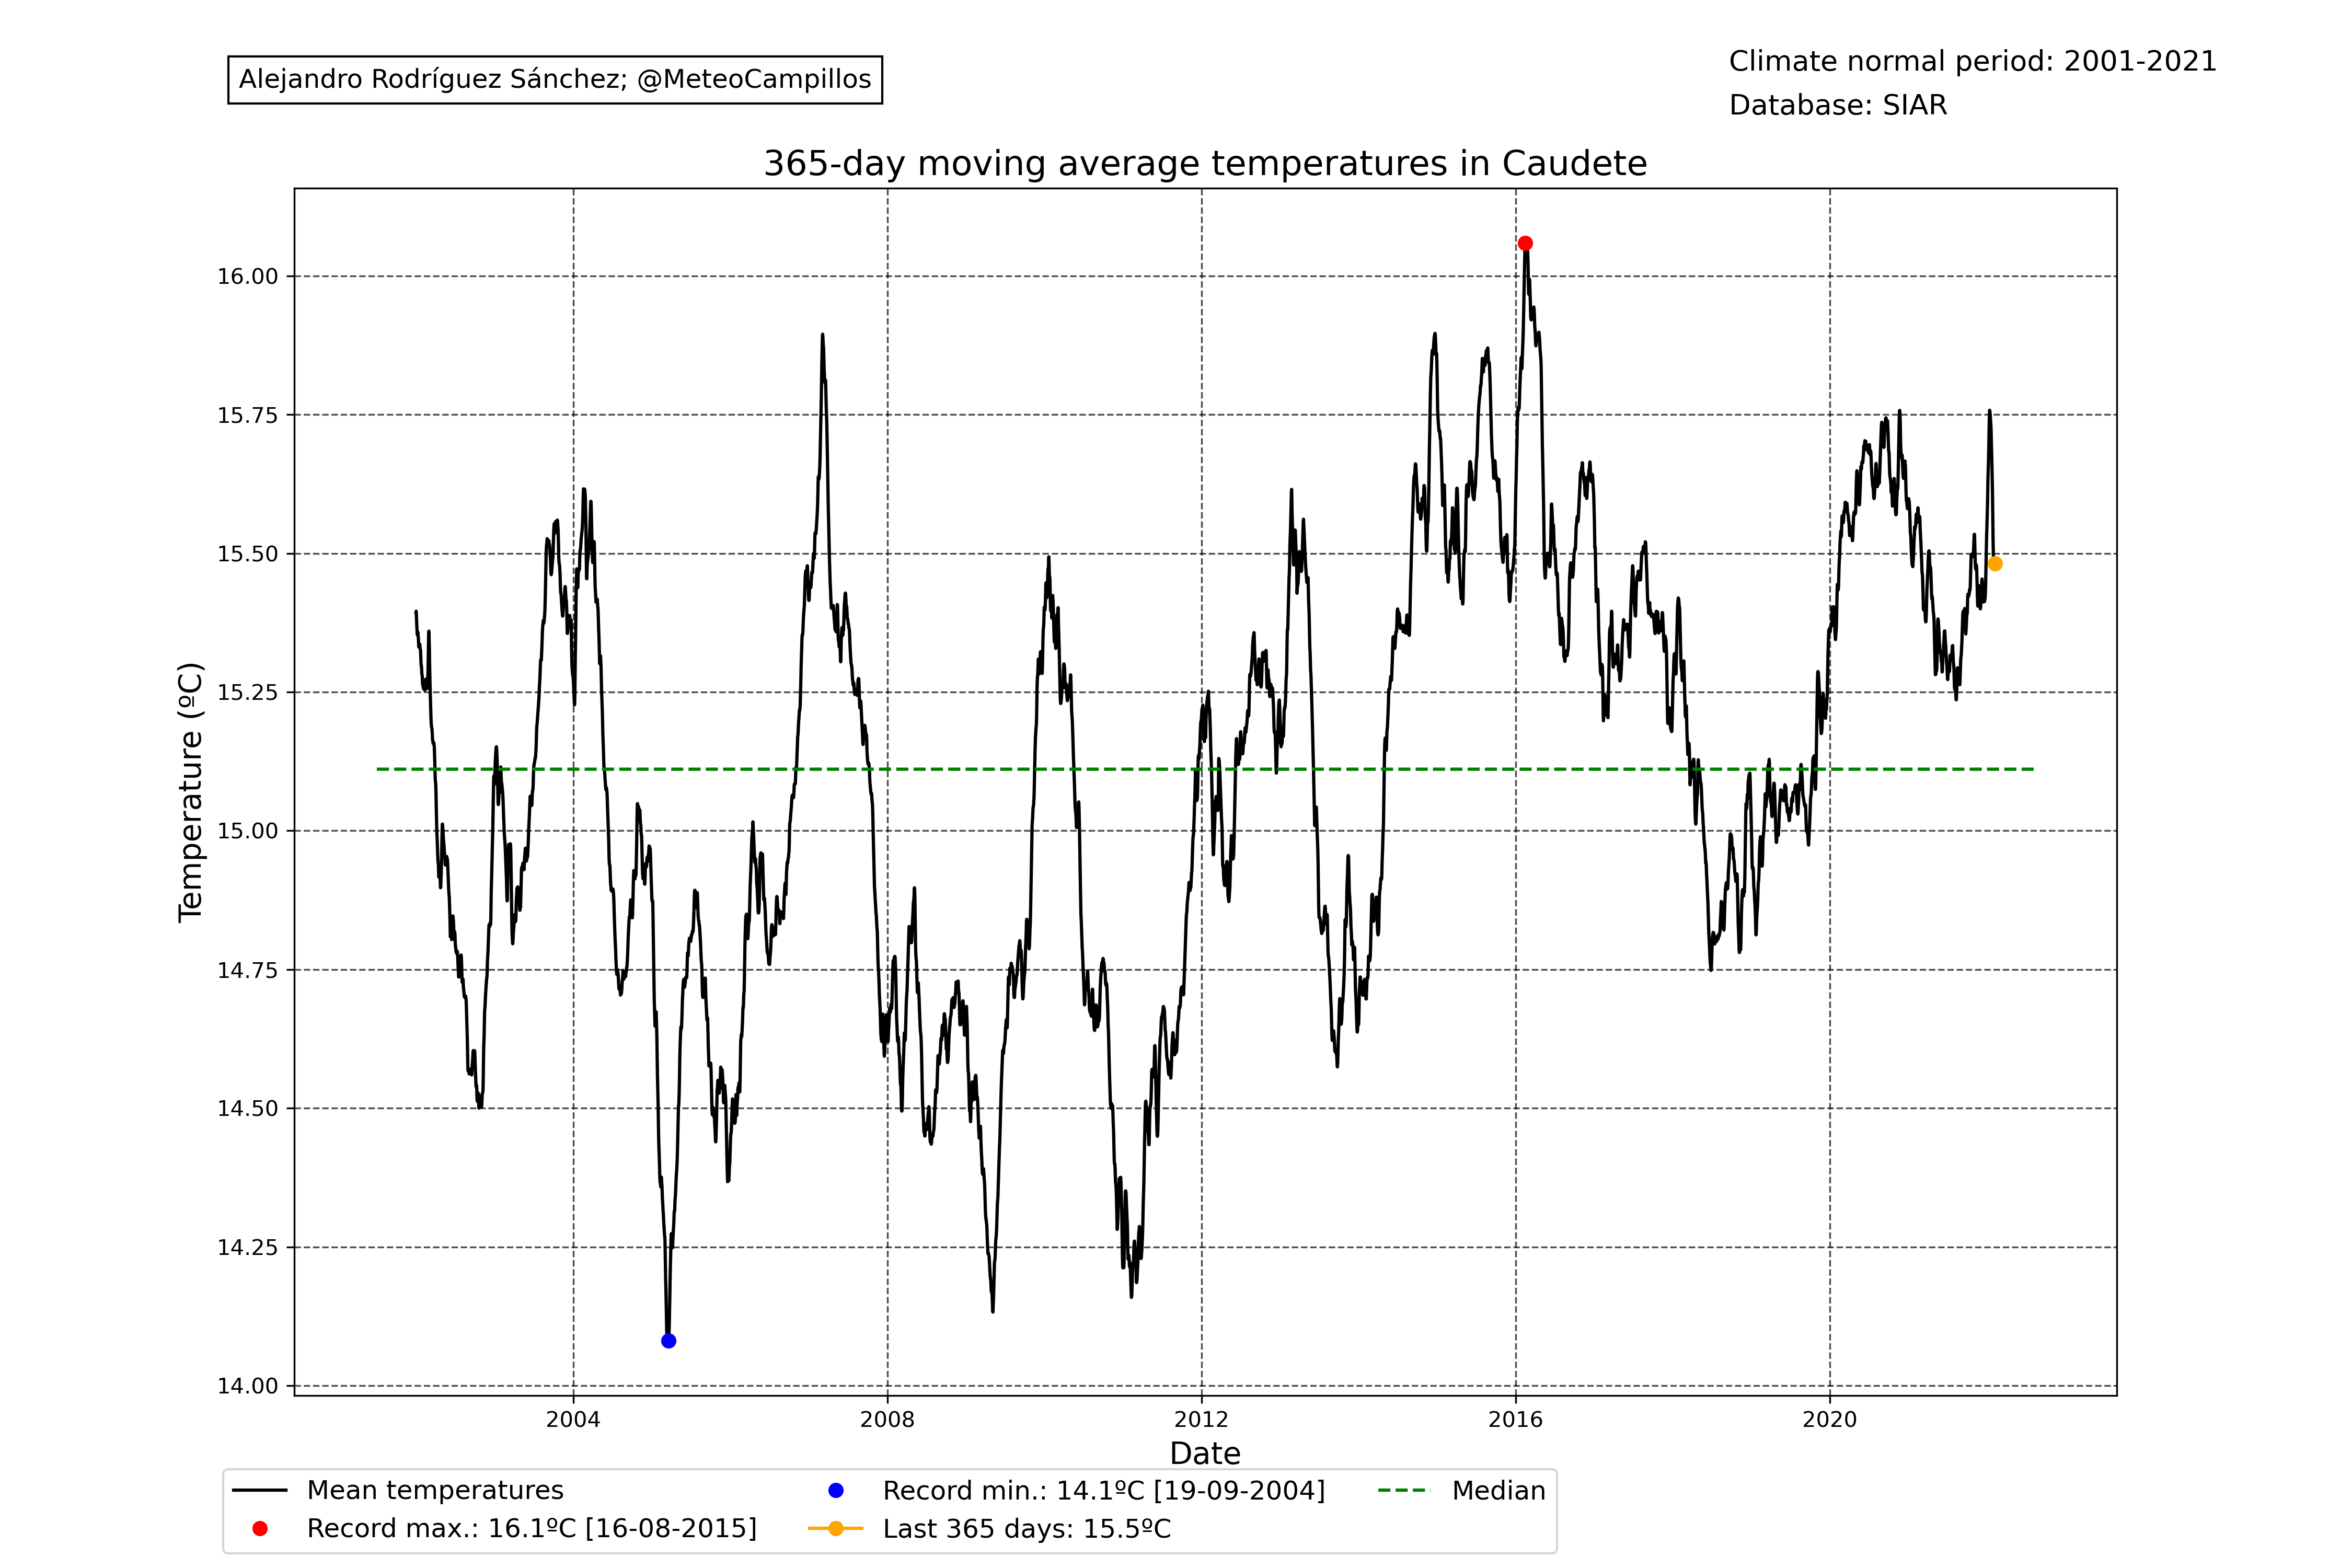 Alejandro Rodríguez Sánchez; @MeteoCampillos
Climate normal period: 2001-2021
Database: SIAR
365-day moving average temperatures in Caudete
16.00
15.75
15.50
15.25
15.00
14.75
14.50
14.25
14.00
Temperature (ºC)
2004 2008 2012 2016 2020
Date
Mean temperatures
Record max.: 16.1ºC [16-08-2015]
Record min.: 14.1ºC [19-09-2004]
Last 365 days: 15.5ºC
Median